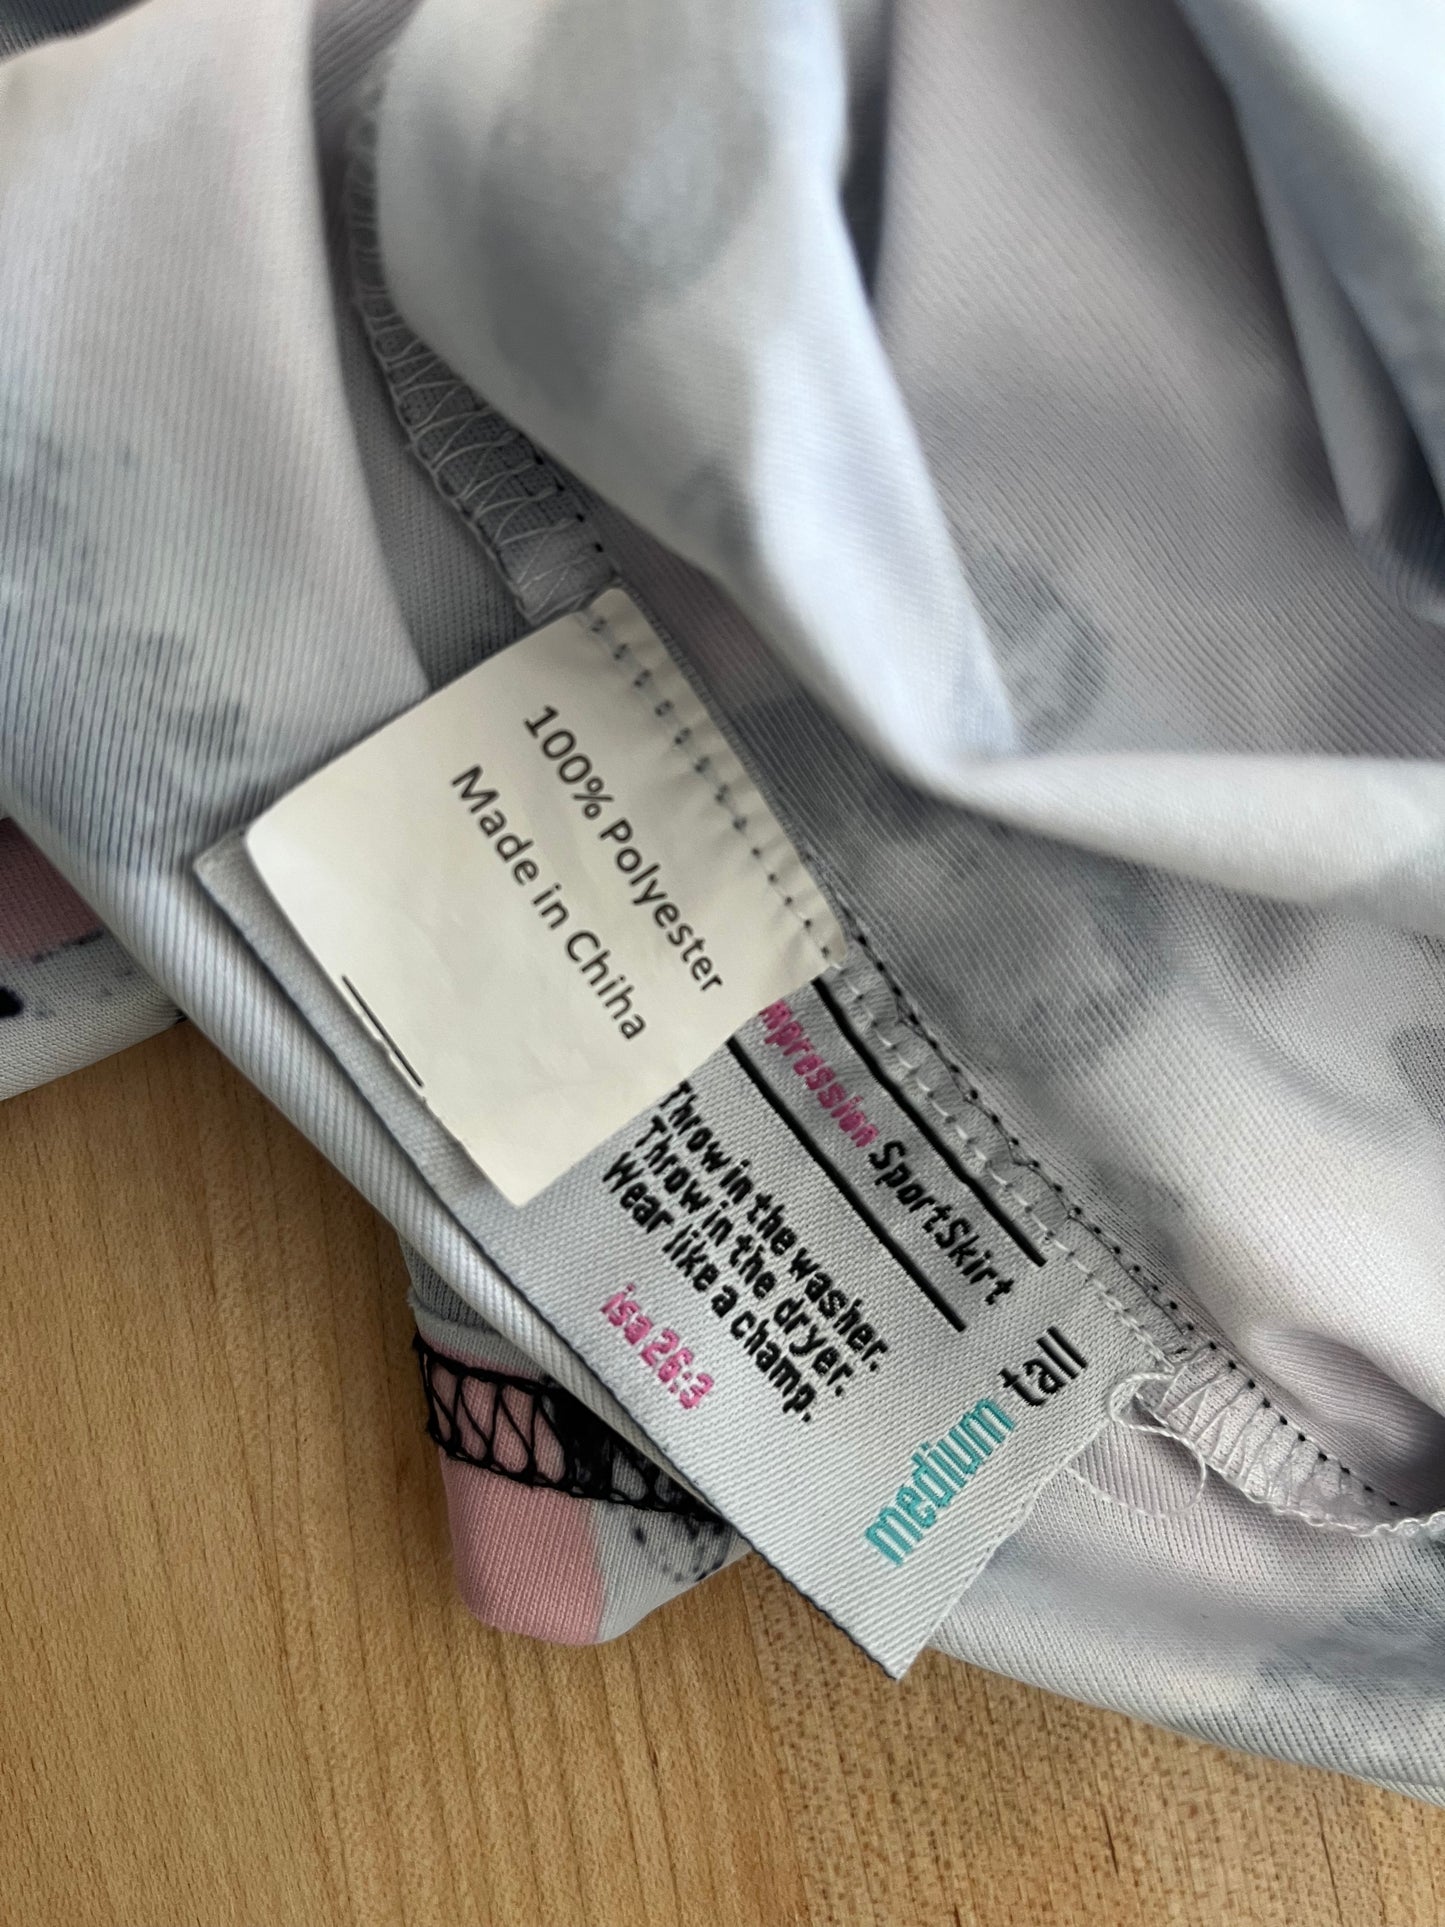 100% Polyester
Made in Chiha
mpression SportSkirt
Throw in the washer.
Throw in the dryer.
Wear like a champ.
isa 26:3
medium tall